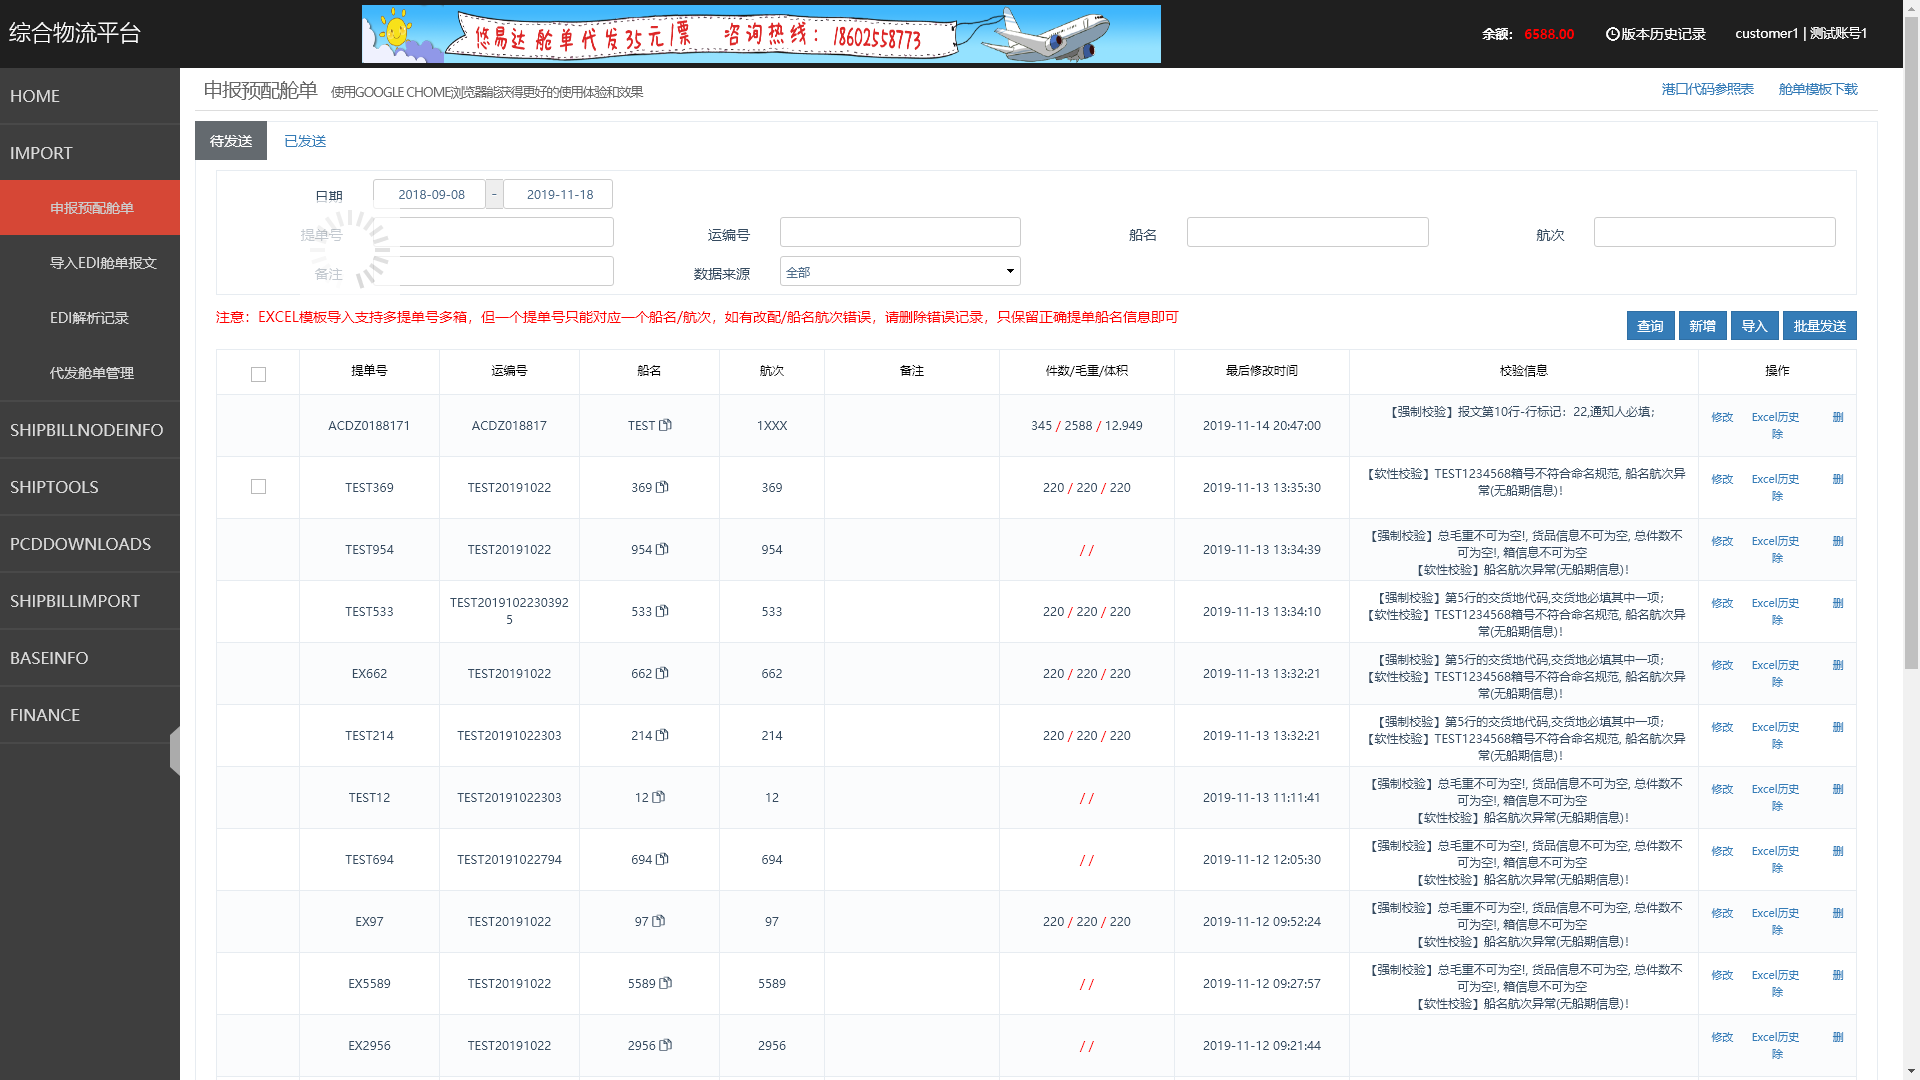 综合物流平台
悠易达 舱单代发35元/票 咨询热线：18602558773
余额: 6588.00
版本历史记录
customer1 | 测试账号1
HOME
IMPORT
申报预配舱单
导入EDI舱单报文
EDI解析记录
代发舱单管理
SHIPBILLNODEINFO
SHIPTOOLS
PCDDOWNLOADS
SHIPBILLIMPORT
BASEINFO
FINANCE
申报预配舱单 使用GOOGLE CHOME浏览器能获得更好的使用体验和效果
港口代码参照表 舱单模板下载
待发送 已发送
日期 2018-09-08 - 2019-11-18
提单号 运编号 船名 航次
备注 数据来源 全部
注意：EXCEL模板导入支持多提单号多箱，但一个提单号只能对应一个船名/航次，如有改配/船名航次错误，请删除错误记录，只保留正确提单船名信息即可
查询 新增 导入 批量发送
提单号 运编号 船名 航次 备注 件数/毛重/体积 最后修改时间 校验信息 操作
ACDZ0188171 ACDZ018817 TEST 1XXX 345 / 2588 / 12.949 2019-11-14 20:47:00 【强制校验】报文第10行-行标记：22,通知人必填； 修改 Excel历史 删
除
TEST369 TEST20191022 369 369 220 / 220 / 220 2019-11-13 13:35:30 【软性校验】TEST1234568箱号不符合命名规范, 船名航次异 修改 Excel历史 删
常(无船期信息)！ 除
TEST954 TEST20191022 954 954 / / 2019-11-13 13:34:39 【强制校验】总毛重不可为空!, 货品信息不可为空, 总件数不 修改 Excel历史 删
可为空!, 箱信息不可为空 除
【软性校验】船名航次异常(无船期信息)！
TEST533 TEST2019102230392 533 533 220 / 220 / 220 2019-11-13 13:34:10 【强制校验】第5行的交货地代码,交货地必填其中一项； 修改 Excel历史 删
5 【软性校验】TEST1234568箱号不符合命名规范, 船名航次异 除
常(无船期信息)！
EX662 TEST20191022 662 662 220 / 220 / 220 2019-11-13 13:32:21 【强制校验】第5行的交货地代码,交货地必填其中一项； 修改 Excel历史 删
【软性校验】TEST1234568箱号不符合命名规范, 船名航次异 除
常(无船期信息)！
TEST214 TEST20191022303 214 214 220 / 220 / 220 2019-11-13 13:32:21 【强制校验】第5行的交货地代码,交货地必填其中一项； 修改 Excel历史 删
【软性校验】TEST1234568箱号不符合命名规范, 船名航次异 除
常(无船期信息)！
TEST12 TEST20191022303 12 12 / / 2019-11-13 11:11:41 【强制校验】总毛重不可为空!, 货品信息不可为空, 总件数不 修改 Excel历史 删
可为空!, 箱信息不可为空 除
【软性校验】船名航次异常(无船期信息)！
TEST694 TEST20191022794 694 694 / / 2019-11-12 12:05:30 【强制校验】总毛重不可为空!, 货品信息不可为空, 总件数不 修改 Excel历史 删
可为空!, 箱信息不可为空 除
【软性校验】船名航次异常(无船期信息)！
EX97 TEST20191022 97 97 220 / 220 / 220 2019-11-12 09:52:24 【强制校验】总毛重不可为空!, 货品信息不可为空, 总件数不 修改 Excel历史 删
可为空!, 箱信息不可为空 除
【软性校验】船名航次异常(无船期信息)！
EX5589 TEST20191022 5589 5589 / / 2019-11-12 09:27:57 【强制校验】总毛重不可为空!, 货品信息不可为空, 总件数不 修改 Excel历史 删
可为空!, 箱信息不可为空 除
【软性校验】船名航次异常(无船期信息)！
EX2956 TEST20191022 2956 2956 / / 2019-11-12 09:21:44 修改 Excel历史 删
除